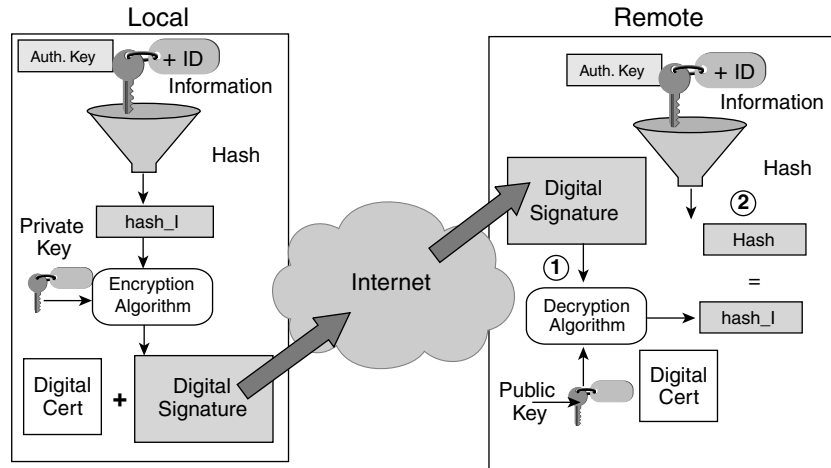 Local
Auth. Key
+ ID
Information
Hash
hash_I
Private
Key
Encryption
Algorithm
Digital
Cert
+
Digital
Signature
Internet
Remote
Auth. Key
+ ID
Information
Hash
Digital
Signature
2
Hash
1
=
Decryption
Algorithm
hash_I
Public
Key
Digital
Cert